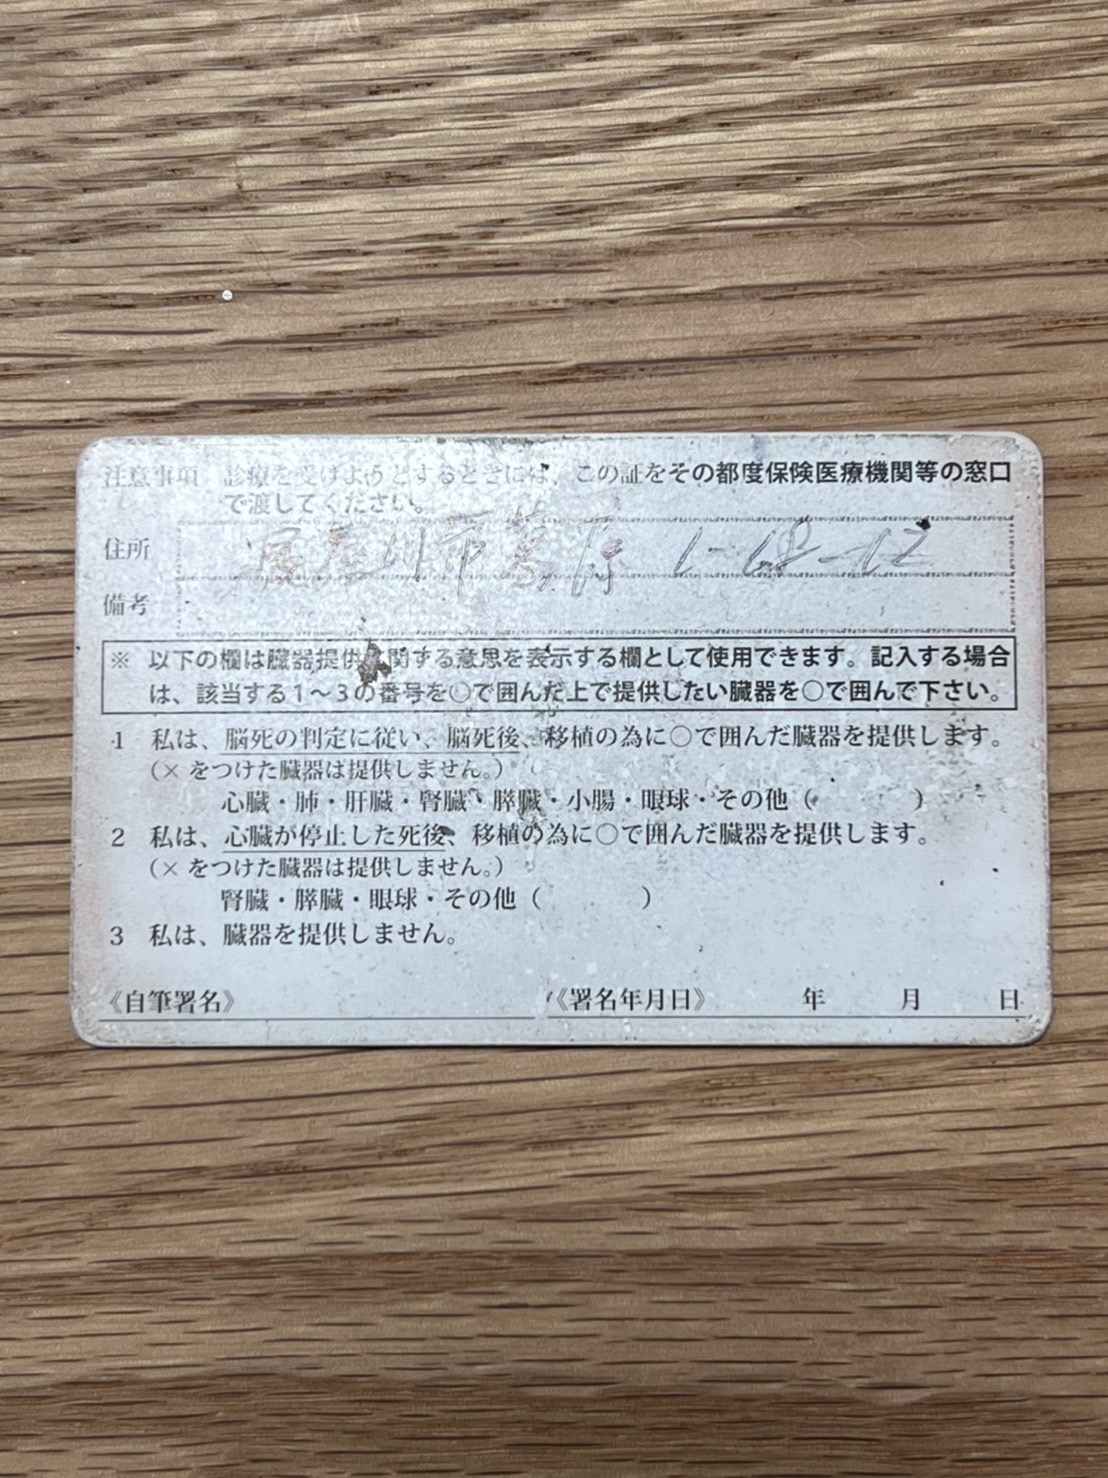 注意事項 診療を受けようとするときには、この証をその都度保険医療機関等の窓口
で渡してください。
住所 寝屋川市葛原 1-68-12
備考
※ 以下の欄は臓器提供に関する意思を表示する欄として使用できます。記入する場合
は、該当する1～3の番号を○で囲んだ上で提供したい臓器を○で囲んで下さい。
1 私は、脳死の判定に従い、脳死後、移植の為に○で囲んだ臓器を提供します。
(× をつけた臓器は提供しません。)
心臓・肺・肝臓・腎臓・膵臓・小腸・眼球・その他 ( )
2 私は、心臓が停止した死後、移植の為に○で囲んだ臓器を提供します。
(× をつけた臓器は提供しません。)
腎臓・膵臓・眼球・その他 ( )
3 私は、臓器を提供しません。
《自筆署名》 《署名年月日》 年 月 日